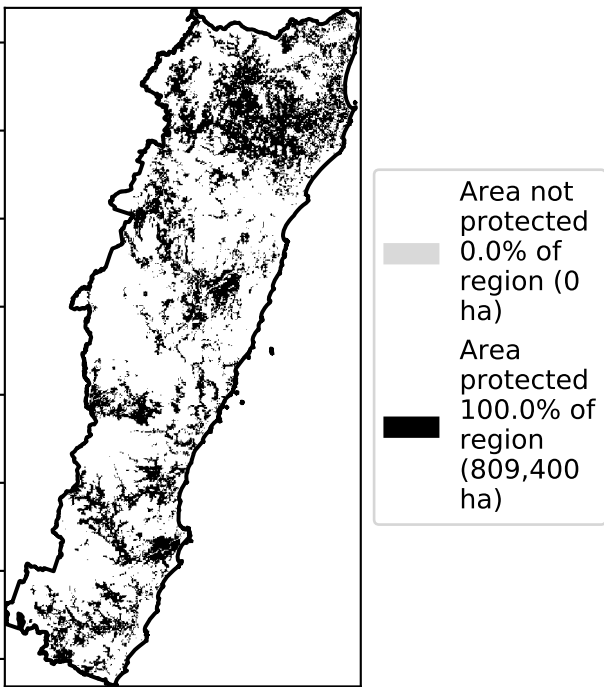 Area not
protected
0.0% of
region (0
ha)
Area
protected
100.0% of
region
(809,400
ha)